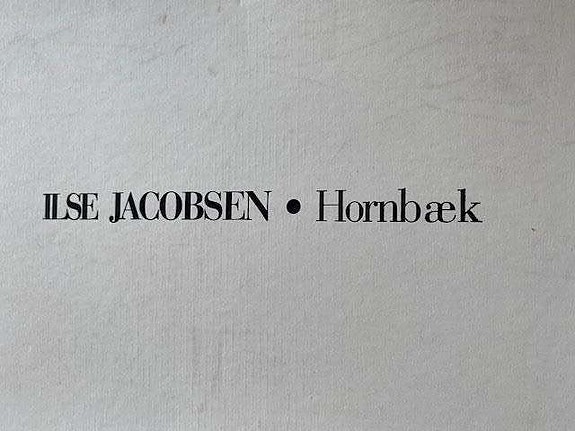 ILSE JACOBSEN • Hornbæk